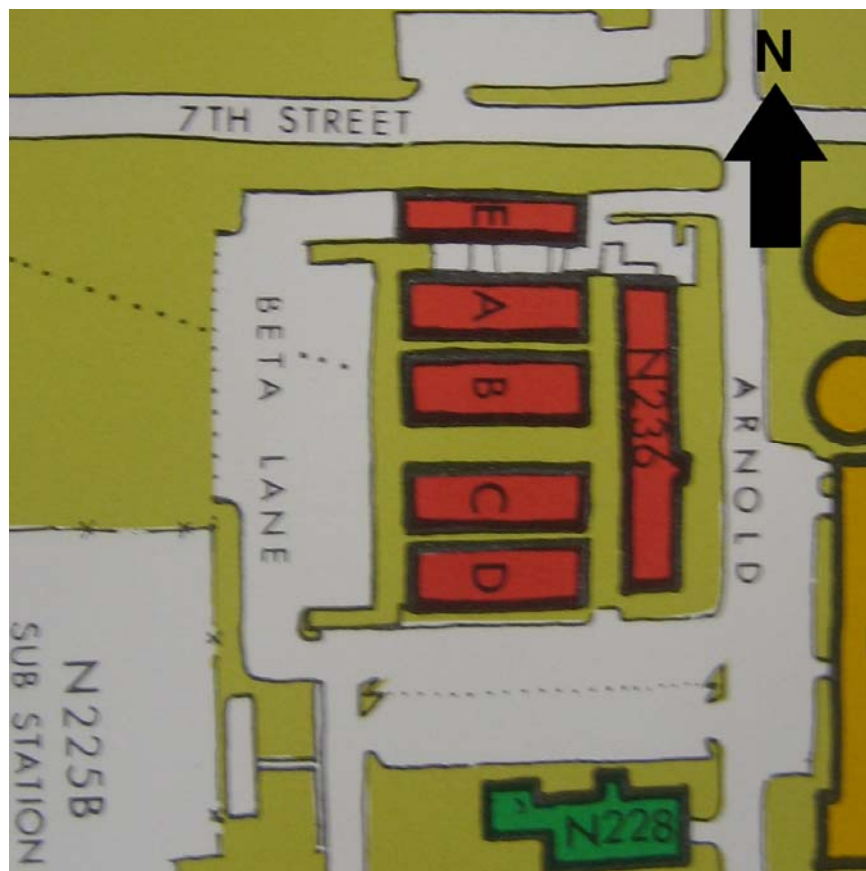 N
7TH STREET
E
A
BETA LANE
B
N236
ARNOLD
C
D
N225B
SUB STATION
N228